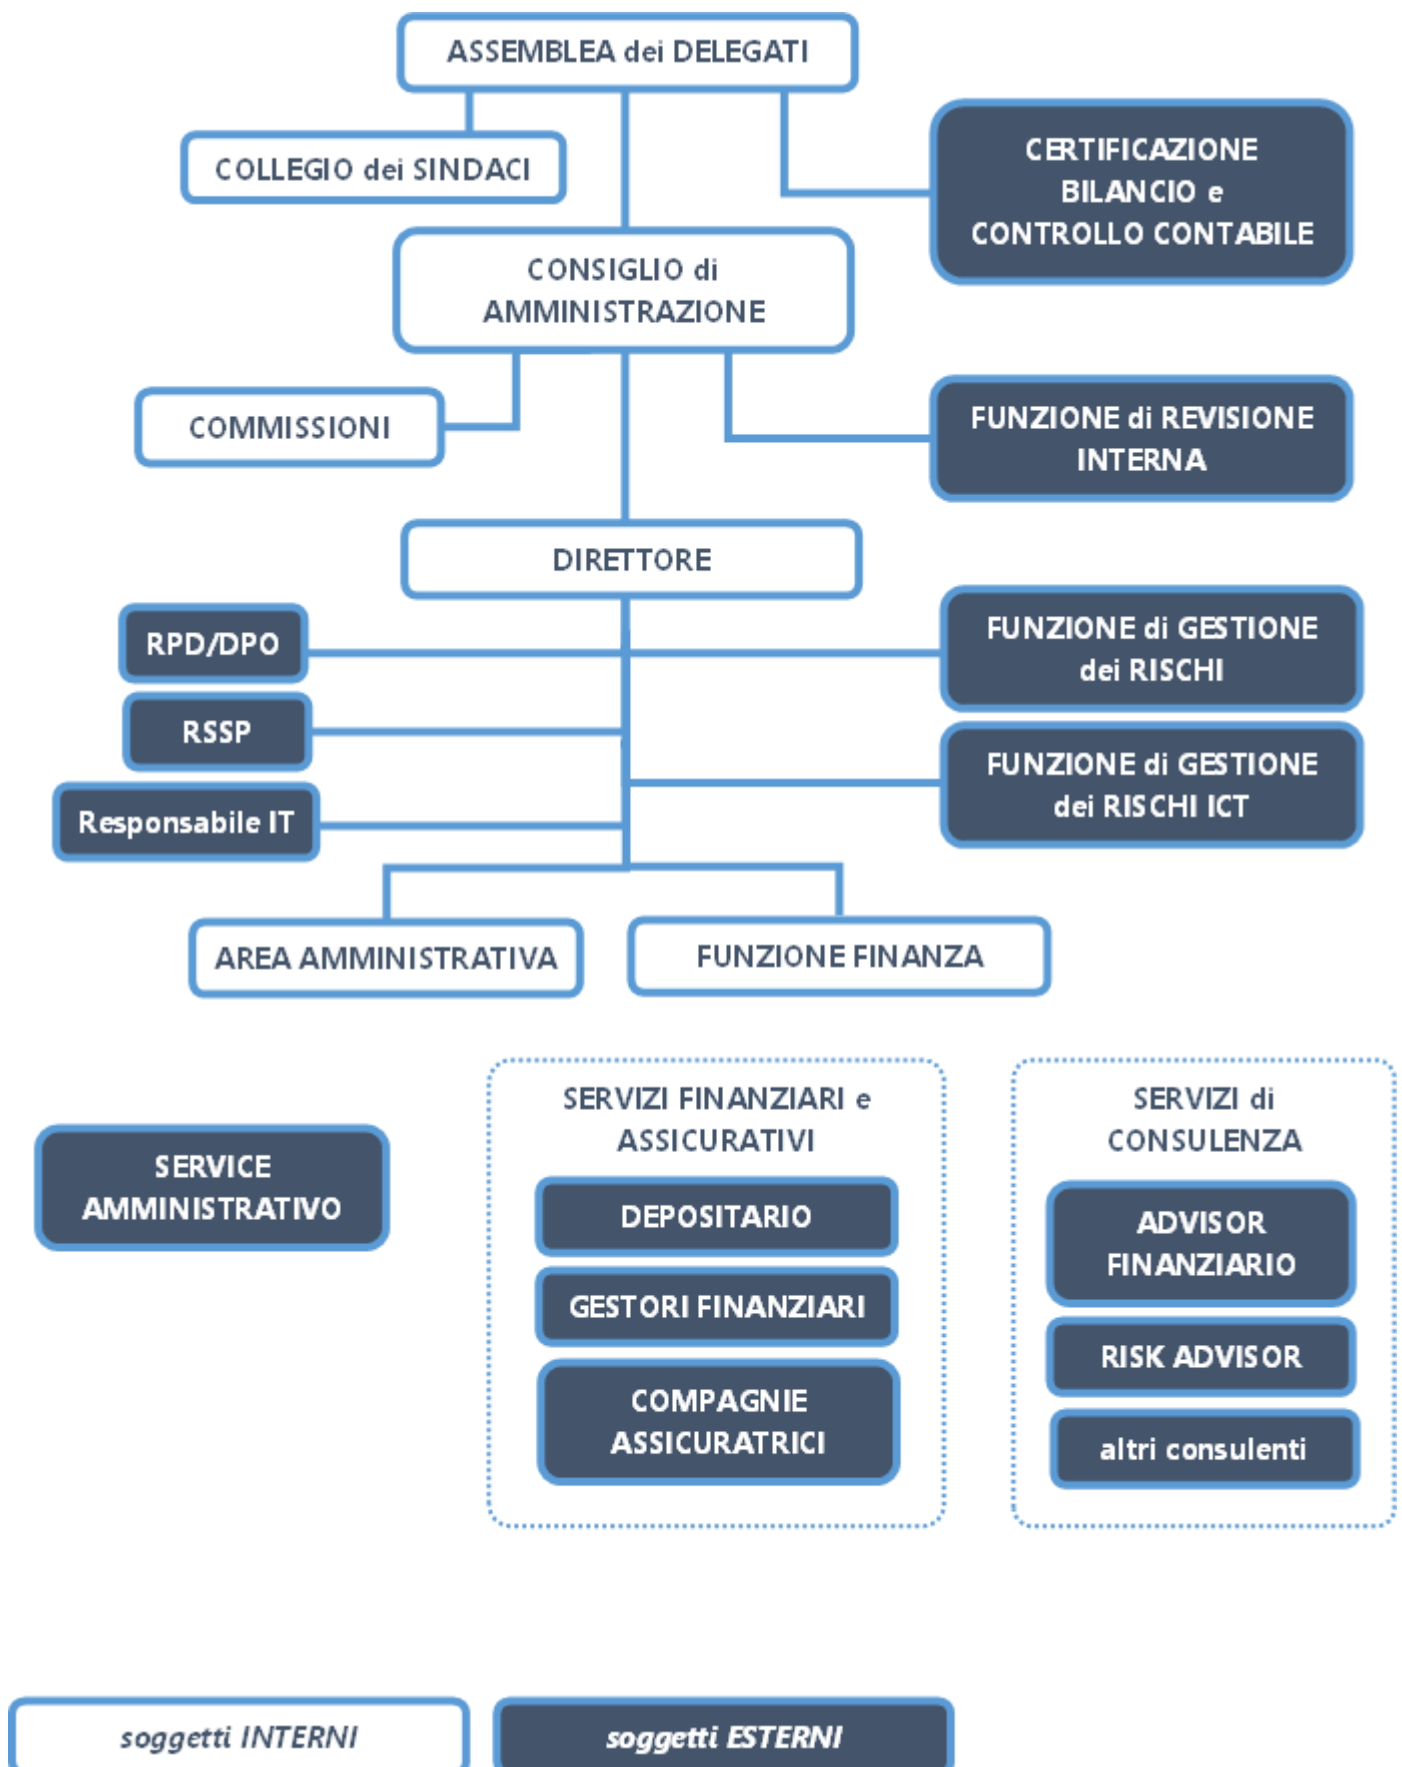 ASSEMBLEA dei DELEGATI
COLLEGIO dei SINDACI
CERTIFICAZIONE
BILANCIO e
CONTROLLO CONTABILE
CONSIGLIO di
AMMINISTRAZIONE
COMMISSIONI
FUNZIONE di REVISIONE
INTERNA
DIRETTORE
RPD/DPO
FUNZIONE di GESTIONE
dei RISCHI
RSSP
FUNZIONE di GESTIONE
dei RISCHI ICT
Responsabile IT
AREA AMMINISTRATIVA
FUNZIONE FINANZA
SERVICE
AMMINISTRATIVO
SERVIZI FINANZIARI e
ASSICURATIVI
DEPOSITARIO
GESTORI FINANZIARI
COMPAGNIE
ASSICURATRICI
SERVIZI di
CONSULENZA
ADVISOR
FINANZIARIO
RISK ADVISOR
altri consulenti
soggetti INTERNI
soggetti ESTERNI